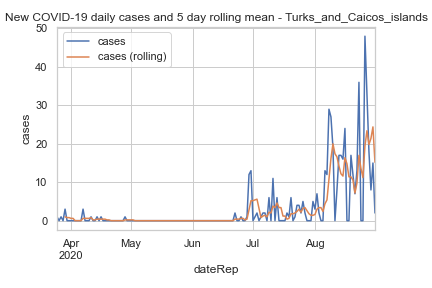 New COVID-19 daily cases and 5 day rolling mean - Turks_and_Caicos_islands
50
cases
cases (rolling)
40
30
20
10
0
cases
Apr
2020
May
Jun
Jul
Aug
dateRep